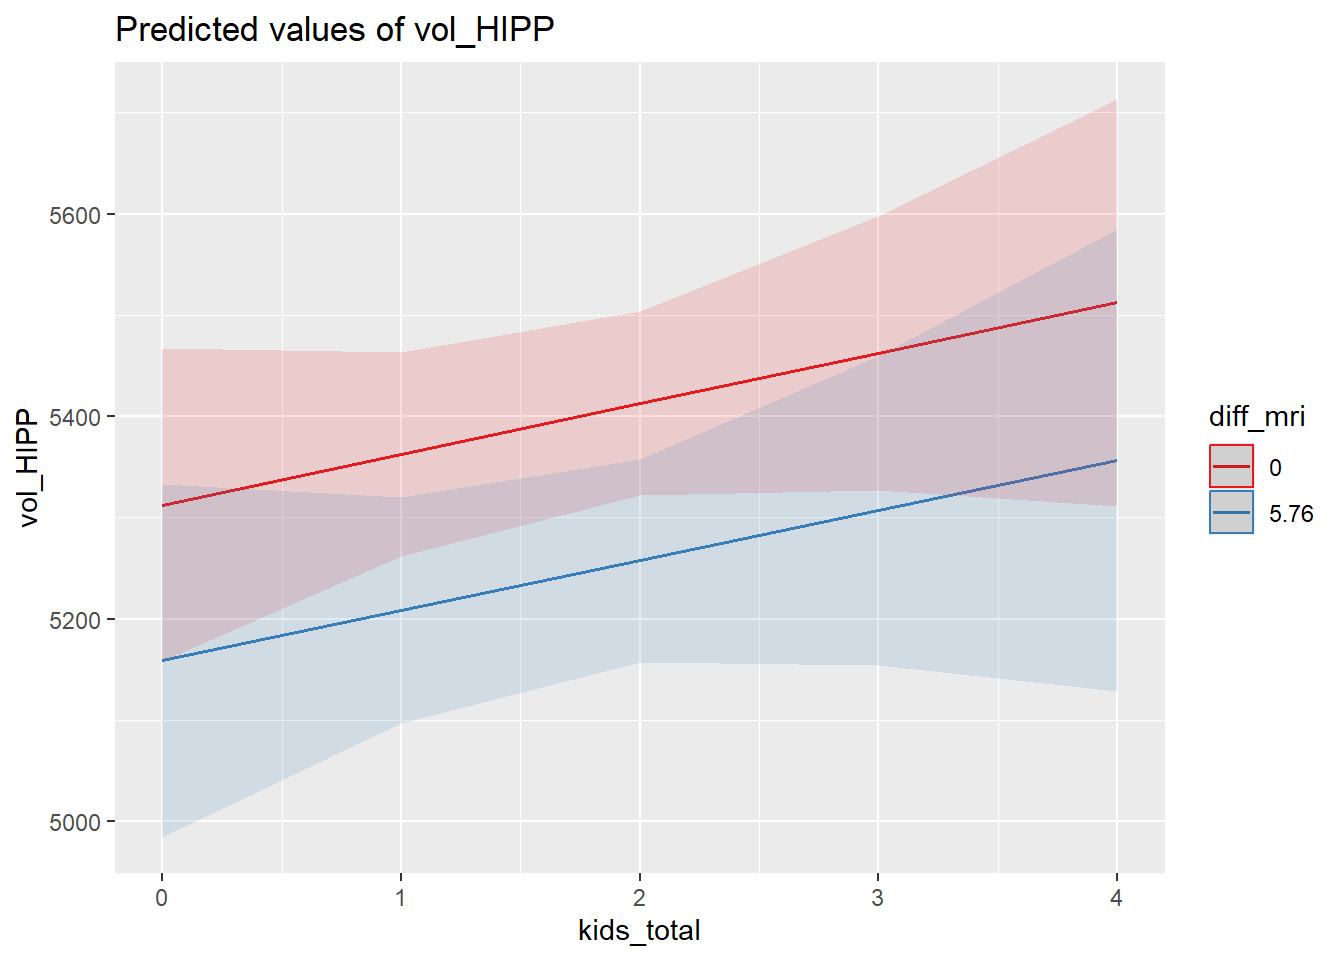 Predicted values of vol_HIPP
vol_HIPP
5600
5400
5200
5000
0 1 2 3 4
kids_total
diff_mri
0
5.76